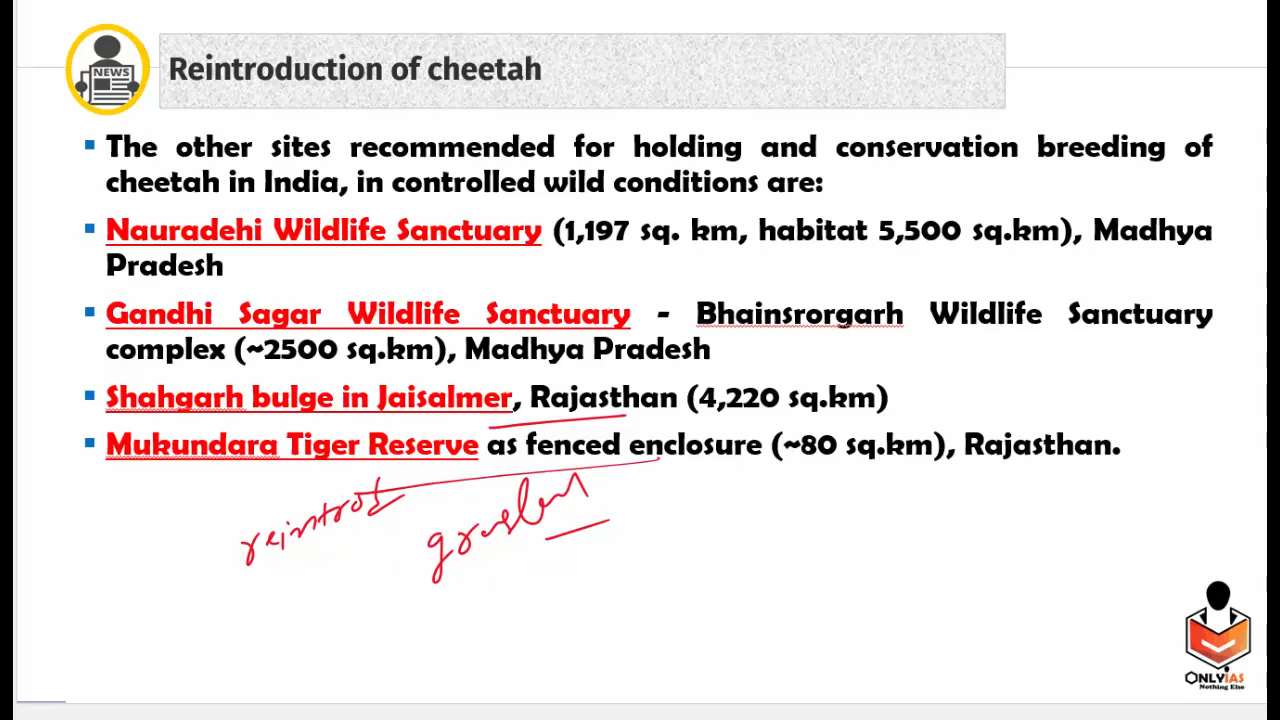 NEWS
Reintroduction of cheetah
The other sites recommended for holding and conservation breeding of
cheetah in India, in controlled wild conditions are:
Nauradehi Wildlife Sanctuary (1,197 sq. km, habitat 5,500 sq.km), Madhya
Pradesh
Gandhi Sagar Wildlife Sanctuary - Bhainsrorgarh Wildlife Sanctuary
complex (~2500 sq.km), Madhya Pradesh
Shahgarh bulge in Jaisalmer, Rajasthan (4,220 sq.km)
Mukundara Tiger Reserve as fenced enclosure (~80 sq.km), Rajasthan.
reintrod
ONLYIAS
Nothing Else